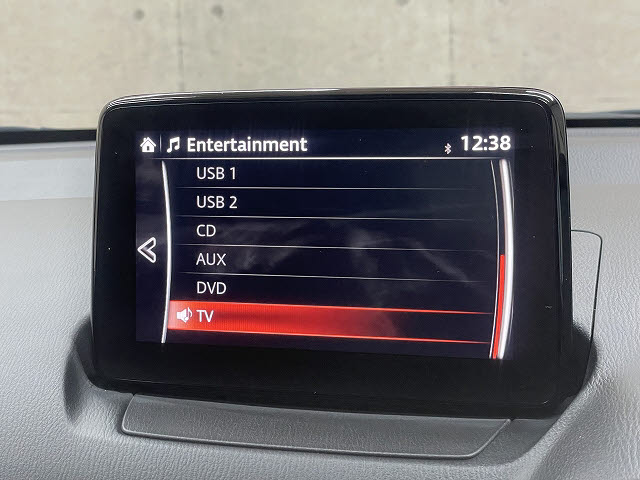 Entertainment 12:38
USB 1
USB 2
CD
AUX
DVD
TV